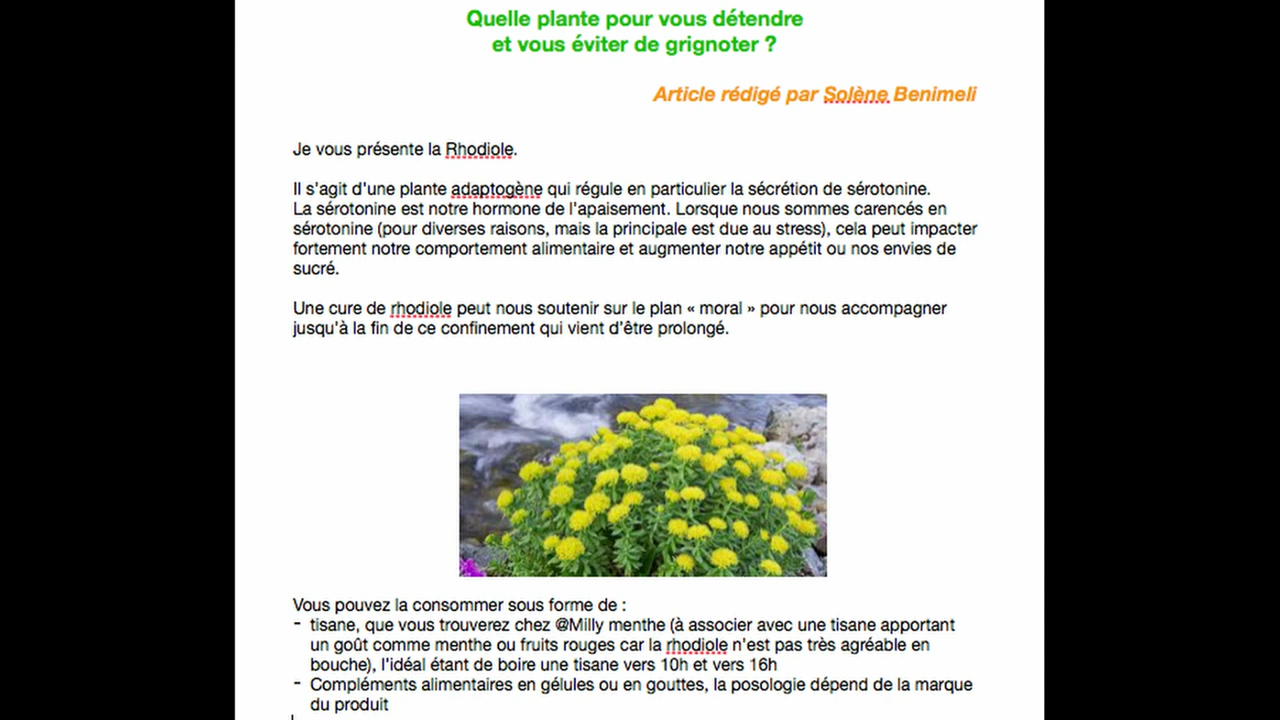 Quelle plante pour vous détendre
et vous éviter de grignoter ?
Article rédigé par Solène Benimeli
Je vous présente la Rhodiole.
Il s'agit d'une plante adaptogène qui régule en particulier la sécrétion de sérotonine.
La sérotonine est notre hormone de l'apaisement. Lorsque nous sommes carencés en
sérotonine (pour diverses raisons, mais la principale est due au stress), cela peut impacter
fortement notre comportement alimentaire et augmenter notre appétit ou nos envies de
sucré.
Une cure de rhodiole peut nous soutenir sur le plan « moral » pour nous accompagner
jusqu'à la fin de ce confinement qui vient d'être prolongé.
Vous pouvez la consommer sous forme de :
- tisane, que vous trouverez chez @Milly menthe (à associer avec une tisane apportant
un goût comme menthe ou fruits rouges car la rhodiole n'est pas très agréable en
bouche), l'idéal étant de boire une tisane vers 10h et vers 16h
- Compléments alimentaires en gélules ou en gouttes, la posologie dépend de la marque
du produit